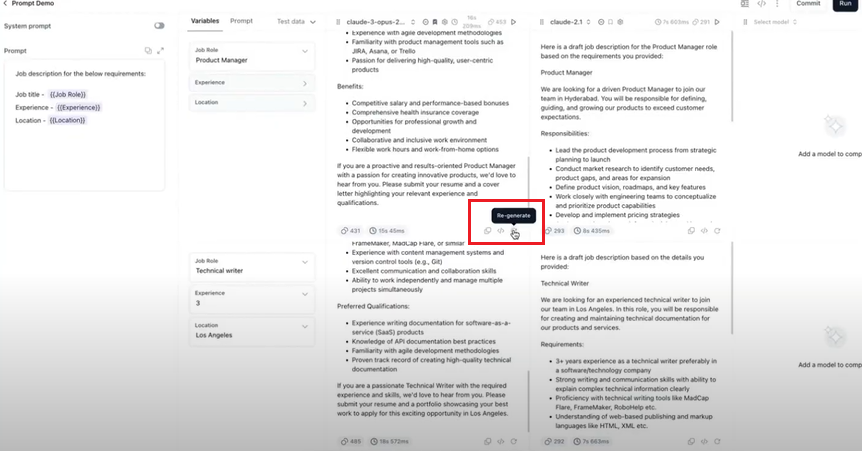 Prompt Demo
Commit
Run
System prompt
Variables
Prompt
Test data
claude-3-opus-2...
18s
209ms
403
claude-2.1
7s 603ms
291
Select model
Prompt
Job description for the below requirements:
Job title - {{Job Role}}
Experience - {{Experience}}
Location - {{Location}}
Job Role
Product Manager
Experience
Location
Experience with agile development methodologies
Familiarity with product management tools such as
JIRA, Asana, or Trello
Passion for delivering high-quality, user-centric
products
Benefits:
Competitive salary and performance-based bonuses
Comprehensive health insurance coverage
Opportunities for professional growth and
development
Collaborative and inclusive work environment
Flexible work hours and work-from-home options
If you are a proactive and results-oriented Product Manager
with a passion for creating innovative products, we'd love to
hear from you. Please submit your resume and a cover
letter highlighting your relevant experience and
qualifications.
Re-generate
431
15s 45ms
Here is a draft job description for the Product Manager role
based on the requirements you provided:
Product Manager
We are looking for a driven Product Manager to join our
team in Hyderabad. You will be responsible for defining,
guiding, and growing our products to exceed customer
expectations.
Responsibilities:
Lead the product development process from strategic
planning to launch
Conduct market research to identify customer needs,
product gaps, and areas for expansion
Define product vision, roadmaps, and key features
Work closely with engineering teams to conceptualize
and prioritize product capabilities
Develop and implement pricing strategies
293
8s 435ms
Add a model to comp
Job Role
Technical writer
Experience
3
Location
Los Angeles
FrameMaker, MadCap Flare, or similar
Experience with content management systems and
version control tools (e.g., Git)
Excellent communication and collaboration skills
Ability to work independently and manage multiple
projects simultaneously
Preferred Qualifications:
Experience writing documentation for software-as-a-
service (SaaS) products
Knowledge of API documentation best practices
Familiarity with agile development methodologies
Proven track record of creating high-quality technical
documentation
If you are a passionate Technical Writer with the required
experience and skills, we'd love to hear from you. Please
submit your resume and a portfolio showcasing your best
work to apply for this exciting opportunity in Los Angeles.
485
18s 572ms
Here is a draft job description based on the details you
provided:
Technical Writer
We are looking for an experienced technical writer to join
our team in Los Angeles. In this role, you will be responsible
for creating and maintaining technical documentation for
our products and services.
Requirements:
3+ years experience as a technical writer preferably in
a software/technology company
Strong writing and communication skills with ability to
explain complex technical information clearly
Proficiency with technical writing tools like MadCap
Flare, FrameMaker, RoboHelp etc.
Understanding of web-based publishing and markup
languages like HTML, XML etc.
292
7s 663ms
Add a model to comp